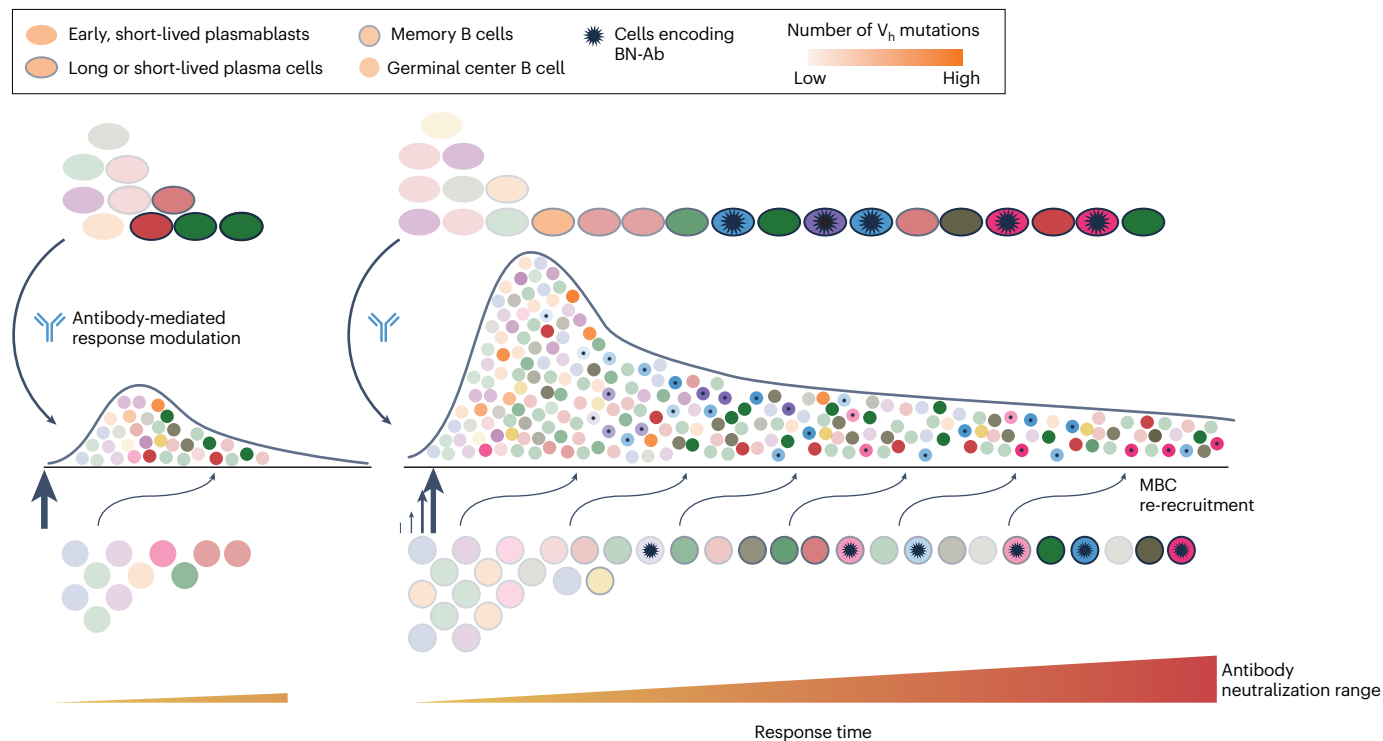 Early, short-lived plasmablasts
Long or short-lived plasma cells
Memory B cells
Germinal center B cell
Cells encoding
BN-Ab
Number of Vh mutations
Low
High
Antibody-mediated
response modulation
MBC
re-recruitment
Antibody
neutralization range
Response time